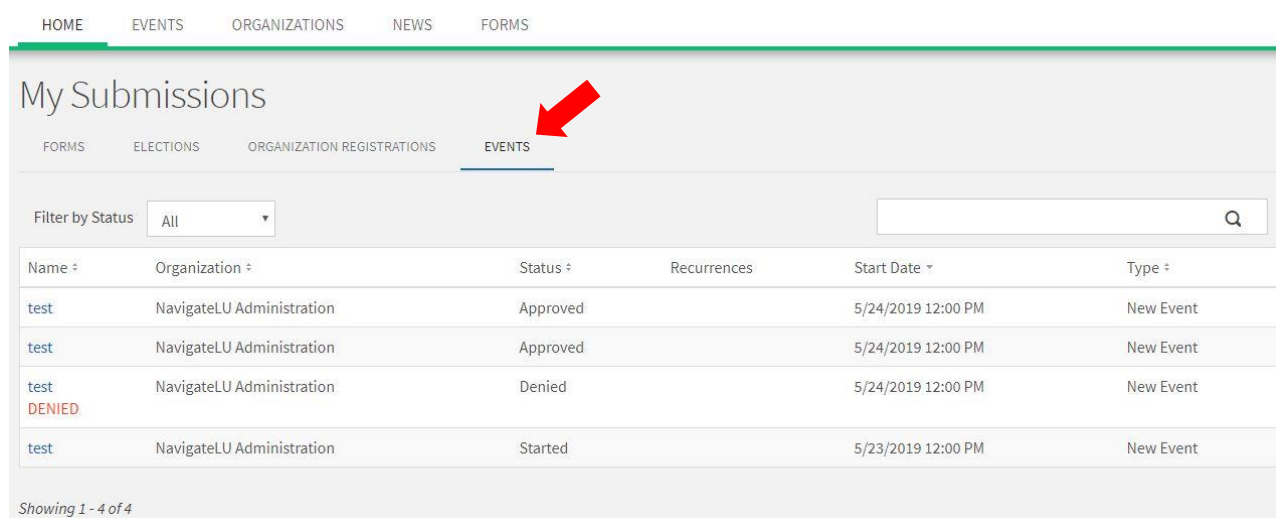 HOME EVENTS ORGANIZATIONS NEWS FORMS
My Submissions
FORMS ELECTIONS ORGANIZATION REGISTRATIONS EVENTS
Filter by Status All
Name Organization Status Recurrences Start Date Type
test NavigateLU Administration Approved 5/24/2019 12:00 PM New Event
test NavigateLU Administration Approved 5/24/2019 12:00 PM New Event
test NavigateLU Administration Denied 5/24/2019 12:00 PM New Event
DENIED
test NavigateLU Administration Started 5/23/2019 12:00 PM New Event
Showing 1 - 4 of 4